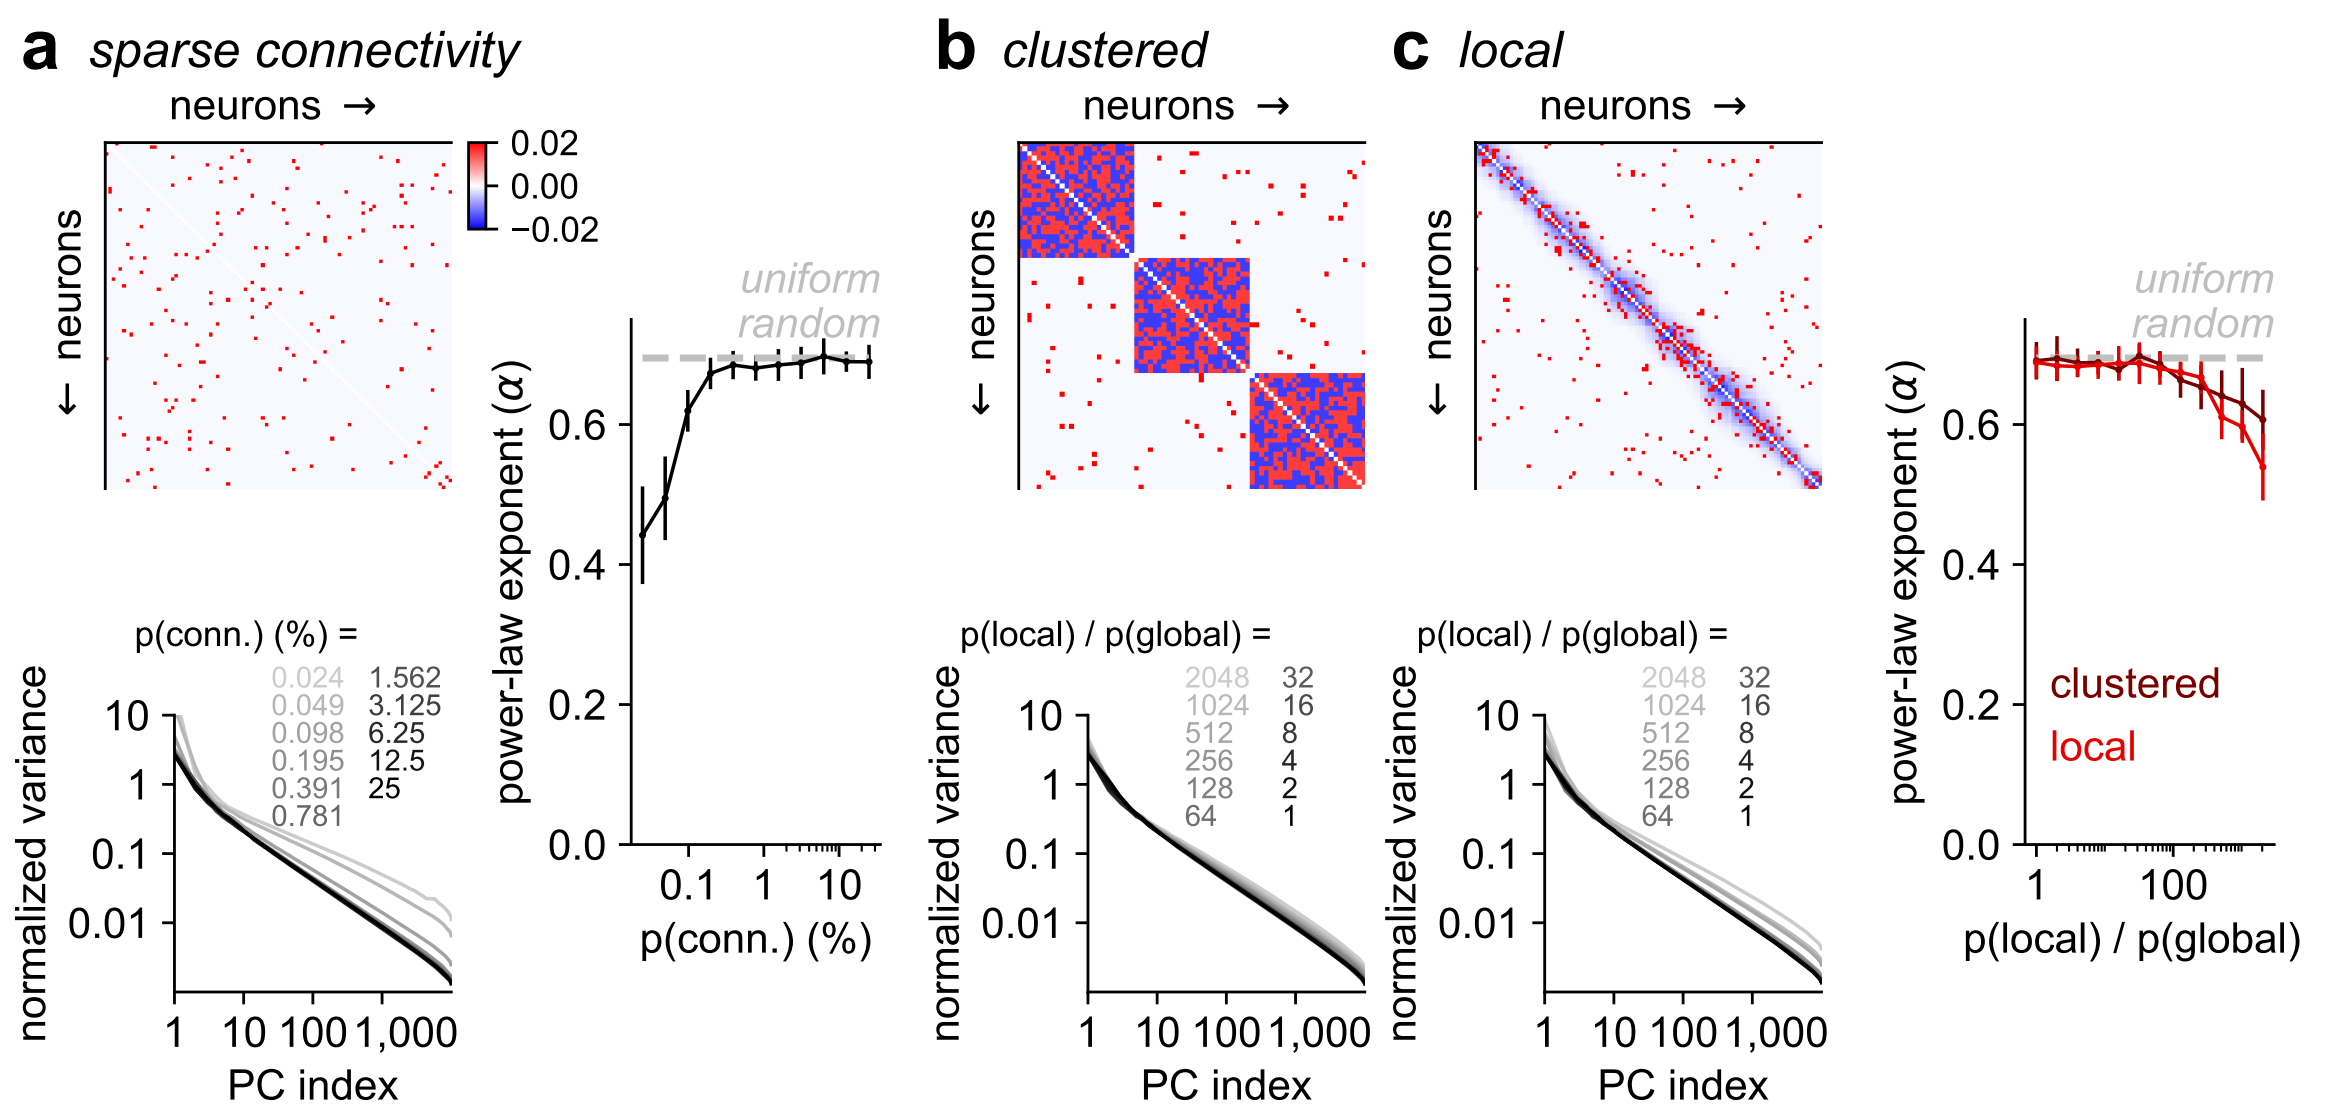 a sparse connectivity
neurons →
← neurons
0.02
0.00
−0.02
p(conn.) (%) =
0.024 1.562
0.049 3.125
0.098 6.25
0.195 12.5
0.391 25
0.781
normalized variance
10
1
0.1
0.01
1 10 100 1,000
PC index
uniform
random
power-law exponent (α)
0.6
0.4
0.2
0.0
0.1 1 10
p(conn.) (%)
b clustered
neurons →
← neurons
p(local) / p(global) =
2048 32
1024 16
512 8
256 4
128 2
64 1
normalized variance
10
1
0.1
0.01
1 10 100 1,000
PC index
c local
neurons →
← neurons
p(local) / p(global) =
2048 32
1024 16
512 8
256 4
128 2
64 1
normalized variance
10
1
0.1
0.01
1 10 100 1,000
PC index
uniform
random
power-law exponent (α)
0.6
0.4
0.2
0.0
clustered
local
1 100
p(local) / p(global)